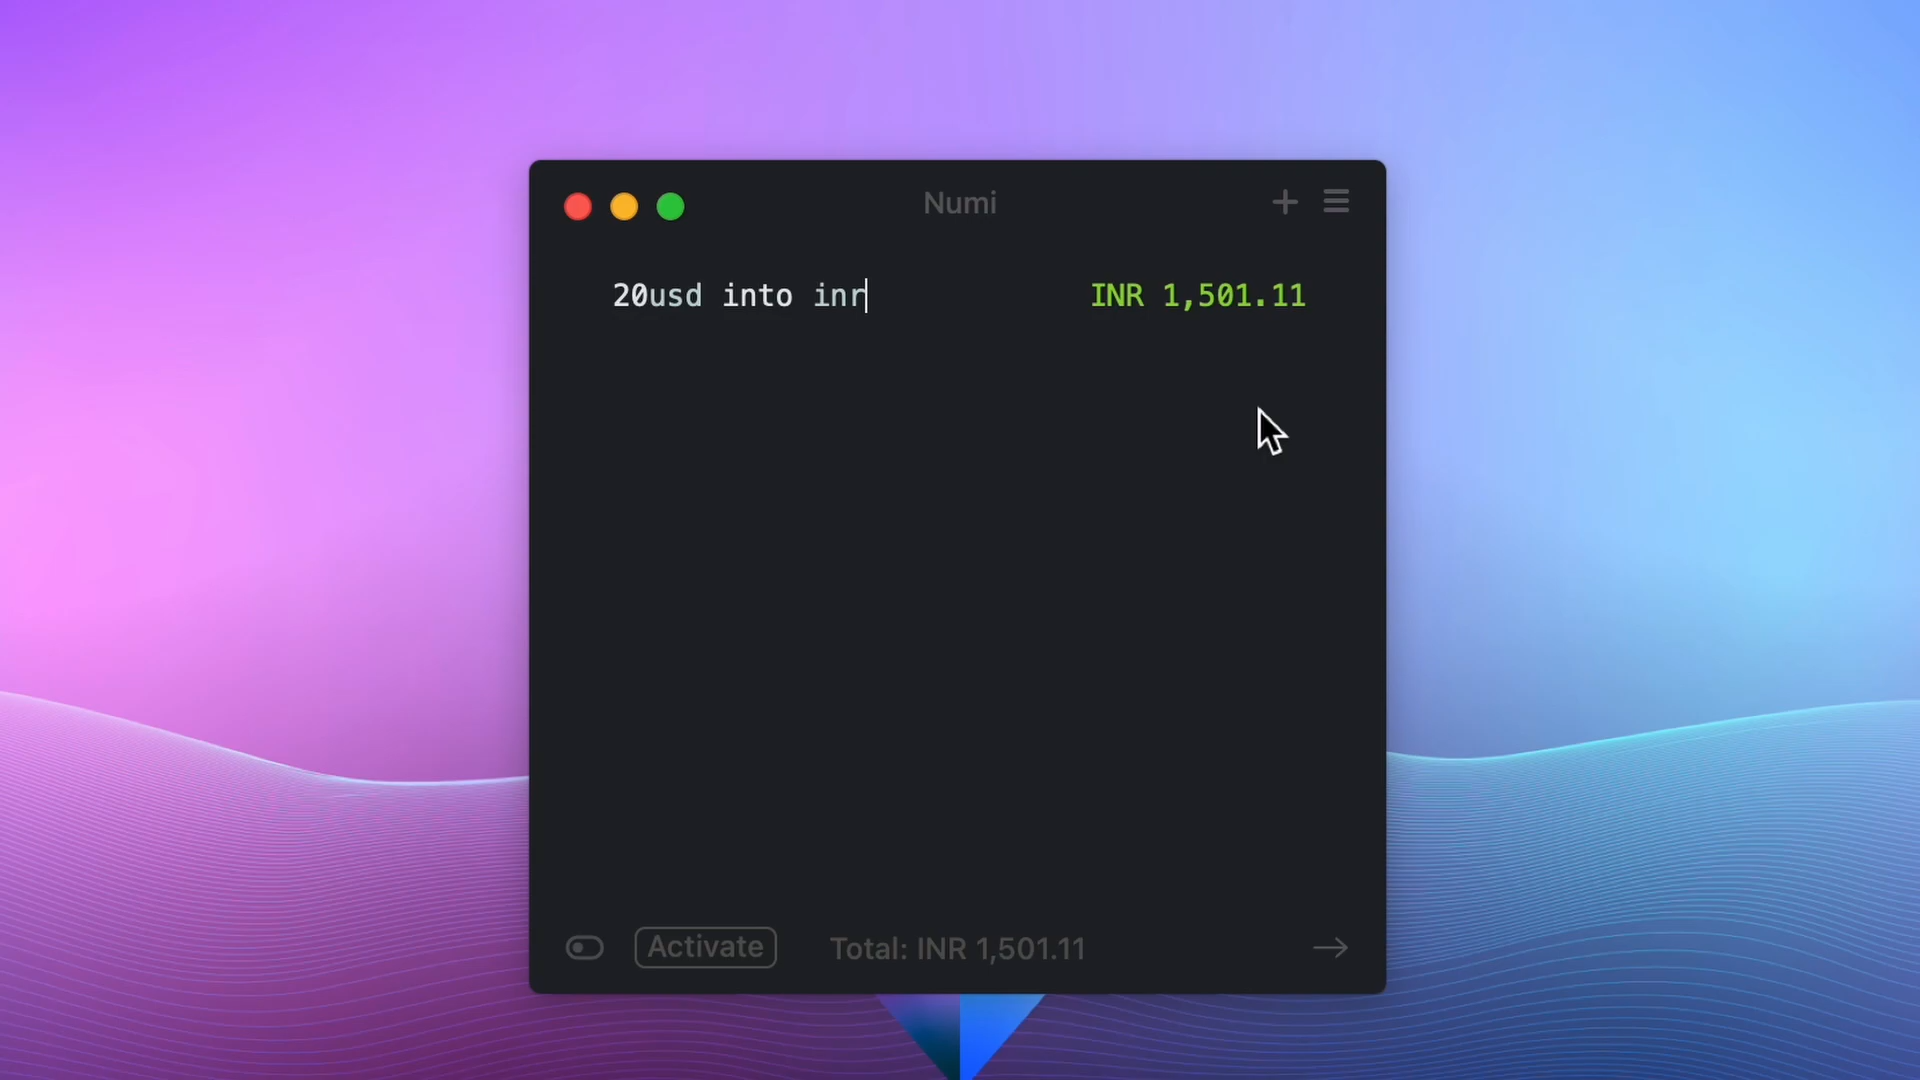 Numi
20usd into inr INR 1,501.11
Activate Total: INR 1,501.11